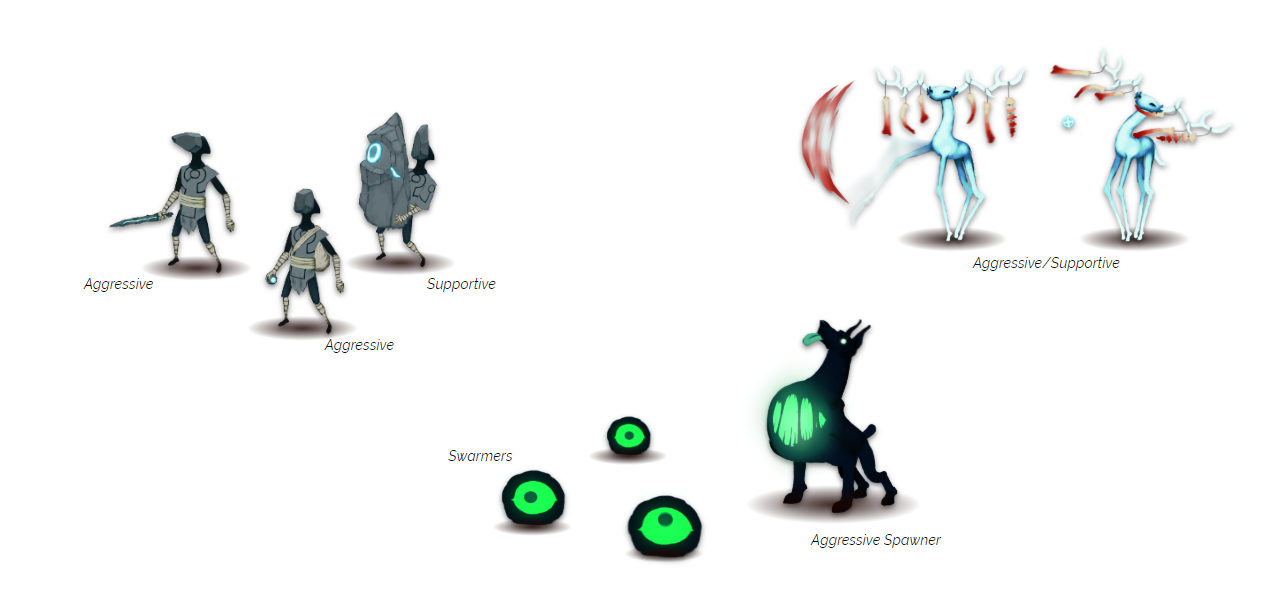 Aggressive
Supportive
Aggressive
Aggressive/Supportive
Swarmers
Aggressive Spawner